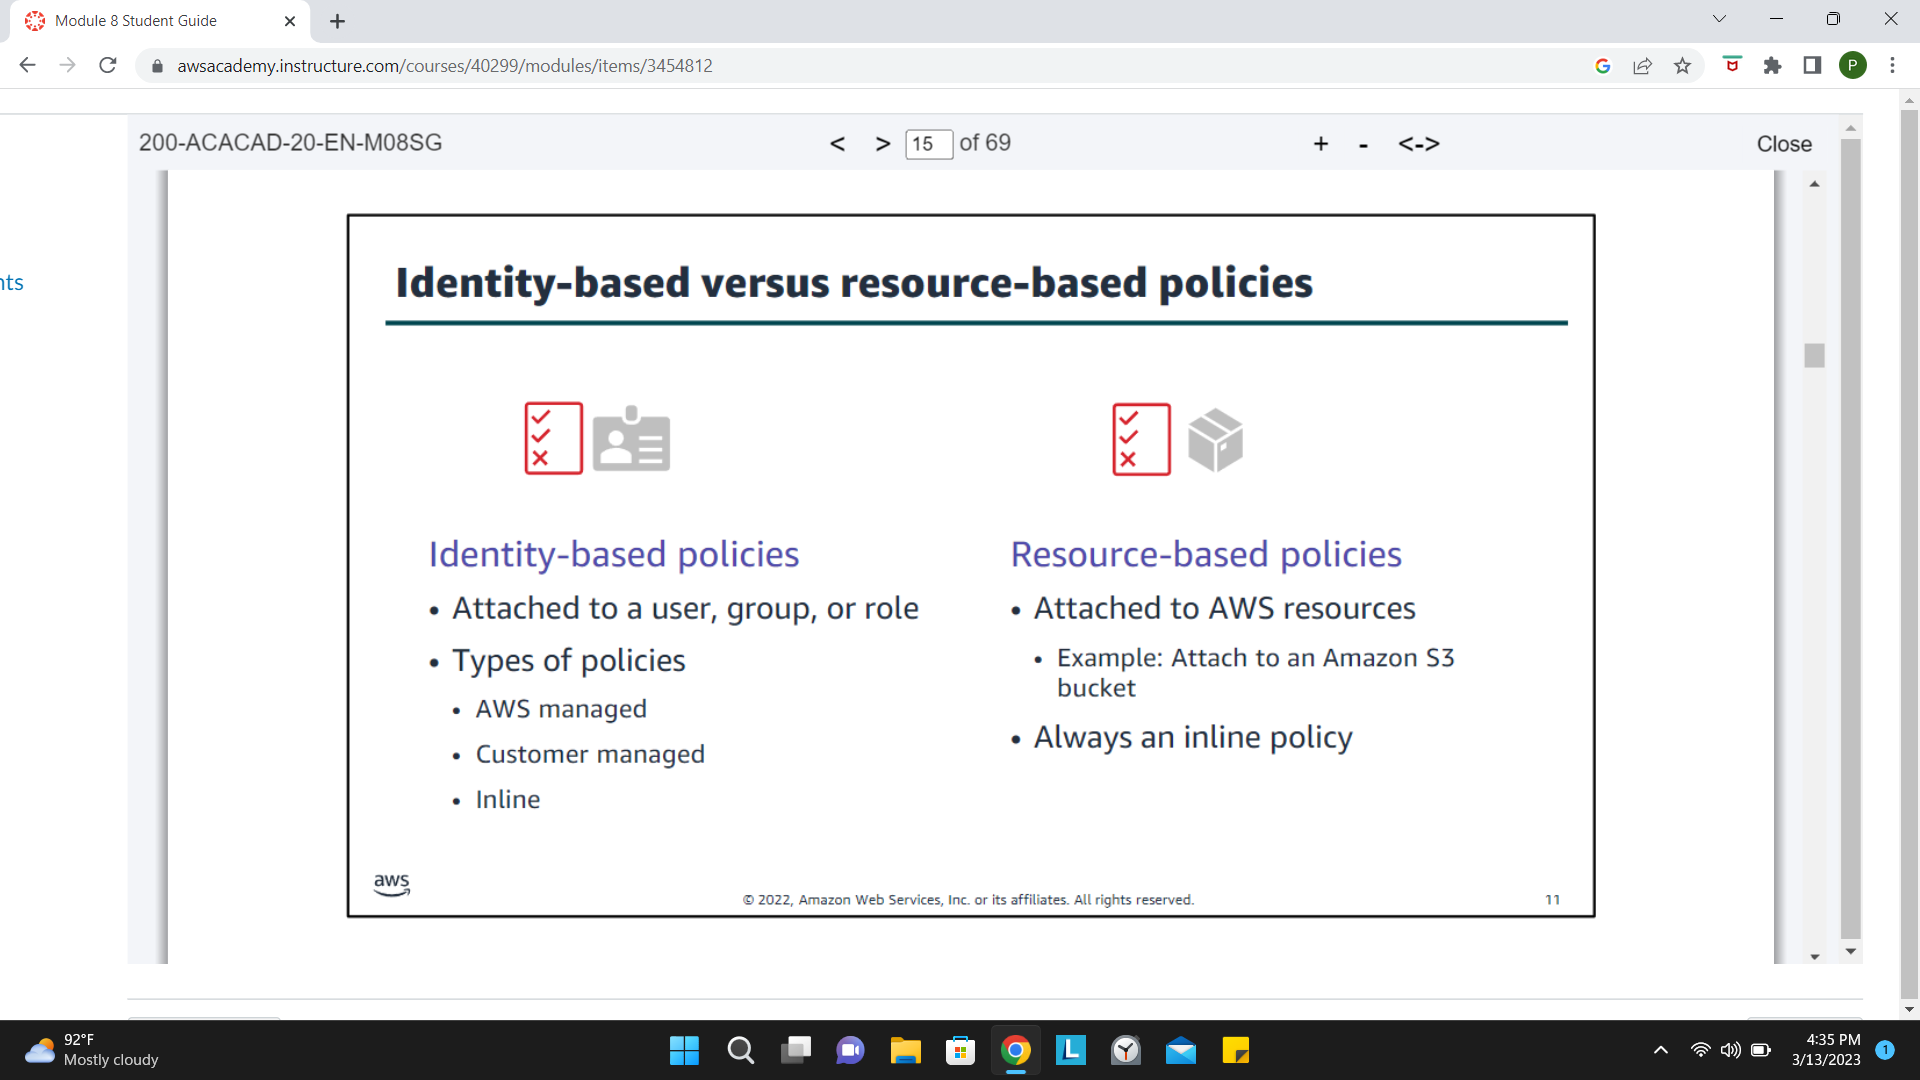 Module 8 Student Guide
awsacademy.instructure.com/courses/40299/modules/items/3454812
P
200-ACACAD-20-EN-M08SG
< > 15 of 69
+ - <->
Close
nts
Identity-based versus resource-based policies
Identity-based policies
• Attached to a user, group, or role
• Types of policies
• AWS managed
• Customer managed
• Inline
Resource-based policies
• Attached to AWS resources
• Example: Attach to an Amazon S3
bucket
• Always an inline policy
aws
© 2022, Amazon Web Services, Inc. or its affiliates. All rights reserved.
11
92°F
Mostly cloudy
L
4:35 PM
3/13/2023
1